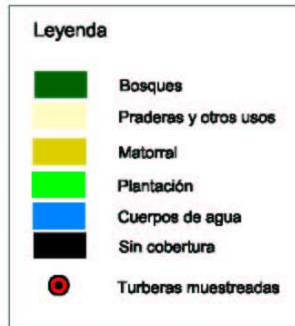 Leyenda
Bosques
Praderas y otros usos
Matorral
Plantación
Cuerpos de agua
Sin cobertura
Turberas muestreadas